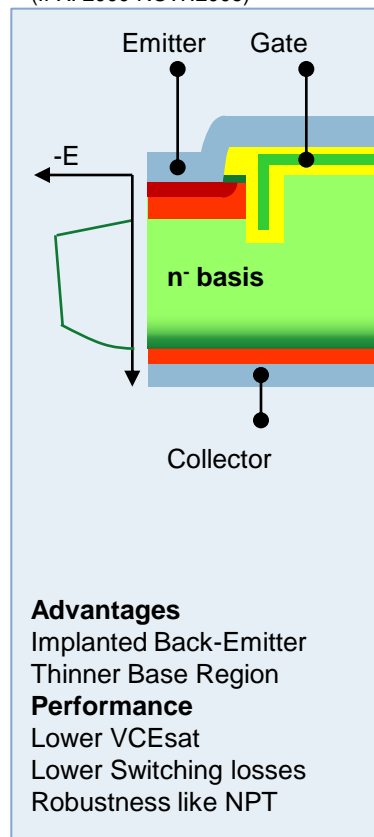 Emitter Gate
-E
n- basis
Collector
Advantages
Implanted Back-Emitter
Thinner Base Region
Performance
Lower VCEsat
Lower Switching losses
Robustness like NPT